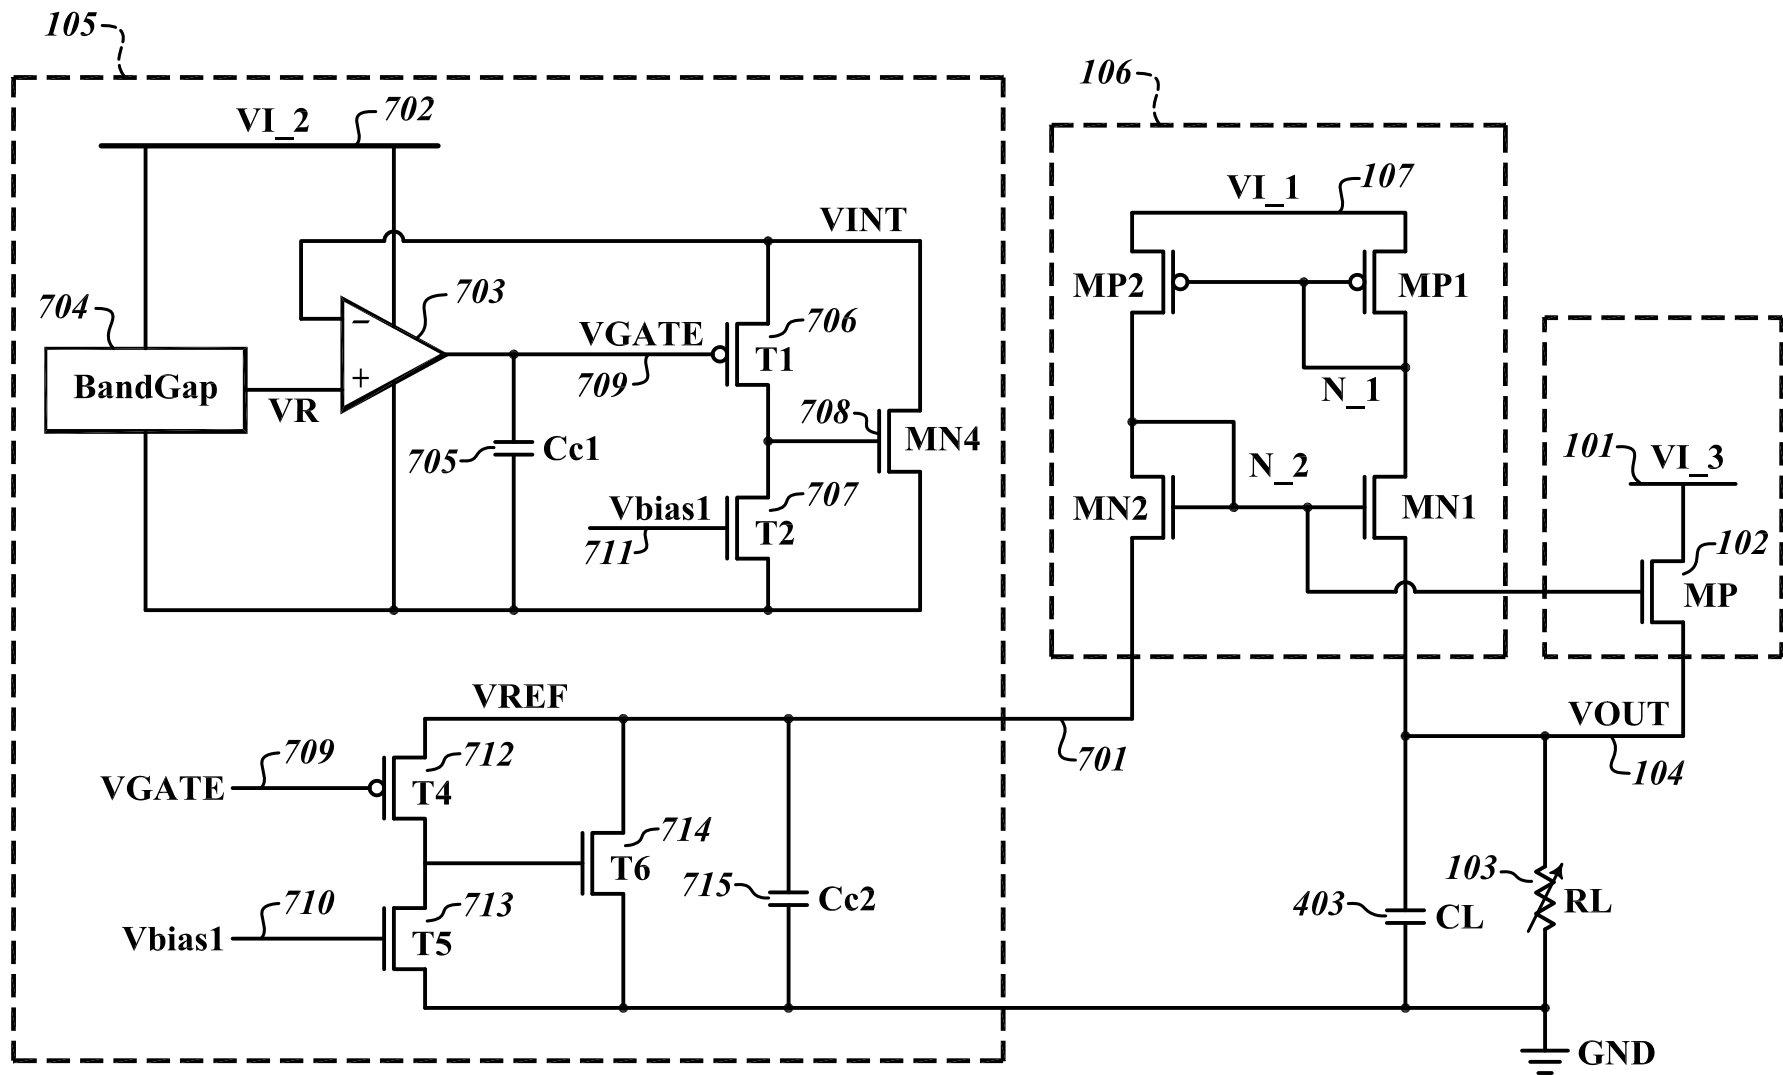 105
VI_2
702
VINT
704
BandGap
VR
703
−
+
VGATE
709
706
T1
708
MN4
705
Cc1
Vbias1
711
707
T2
VREF
701
VGATE
709
712
T4
714
T6
715
Cc2
Vbias1
710
713
T5
106
VI_1
107
MP2
MP1
N_1
N_2
MN2
MN1
101
VI_3
102
MP
VOUT
104
103
RL
403
CL
GND